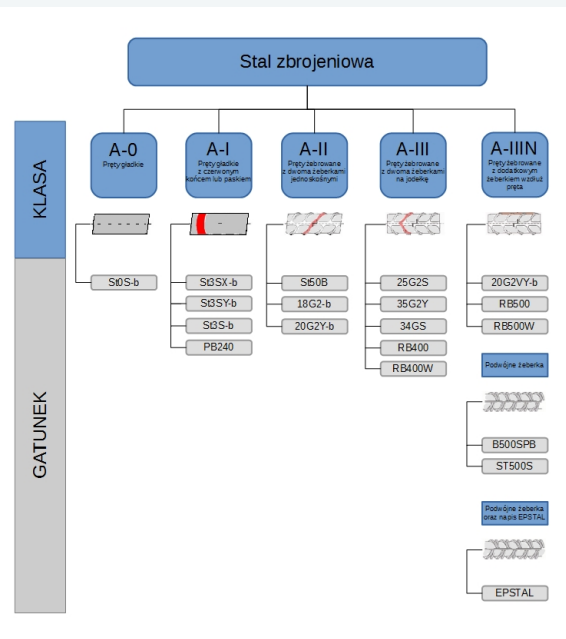 Stal zbrojeniowa
KLASA
A-0
Pręty gładkie
A-I
Pręty gładkie
z czerwonym
końcem lub paskiem
A-II
Pręty żebrowane
z dwoma żeberkami
jednoskośnymi
A-III
Pręty żebrowane
z dwoma żeberkami
na jodełkę
A-IIIN
Pręty żebrowane
z dodatkowym
żeberkiem wzdłuż
pręta
GATUNEK
St0S-b
St3SX-b
St3SY-b
St3S-b
PB240
St50B
18G2-b
20G2Y-b
25G2S
35G2Y
34GS
RB400
RB400W
20G2VY-b
RB500
RB500W
Podwójne żeberka
B500SPB
ST500S
Podwójne żeberka
oraz napis EPSTAL
EPSTAL